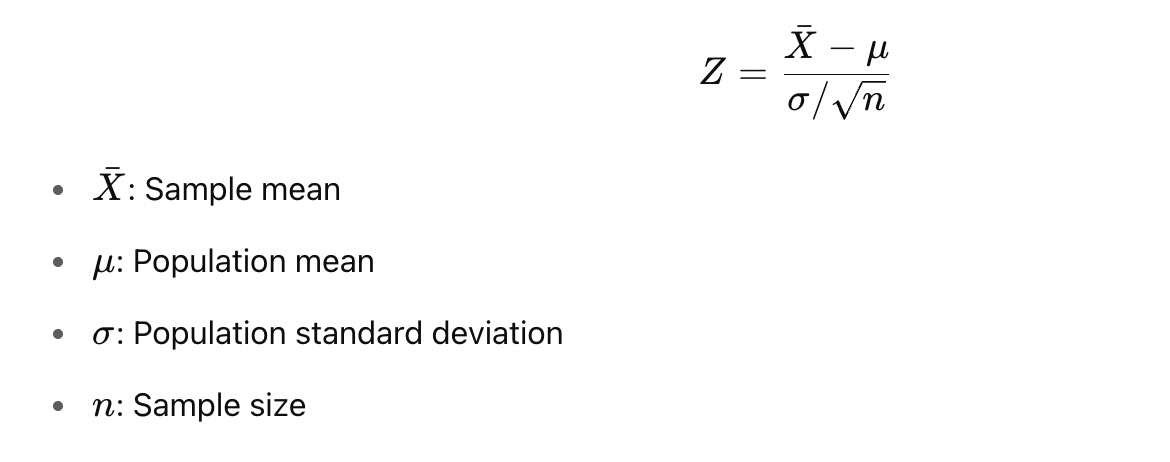 Z = (X̄ − μ) / (σ/√n)
• X̄: Sample mean
• μ: Population mean
• σ: Population standard deviation
• n: Sample size